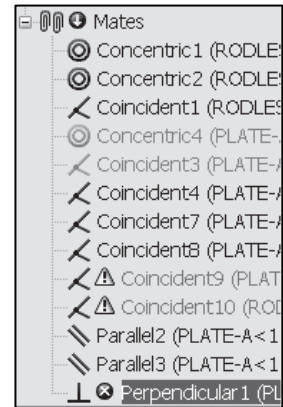 Mates
Concentric1 (RODLES
Concentric2 (RODLES
Coincident1 (RODLES
Concentric4 (PLATE-
Coincident3 (PLATE-A
Coincident4 (PLATE-A
Coincident7 (PLATE-A
Coincident8 (PLATE-A
Coincident9 (PLAT
Coincident10 (ROD
Parallel2 (PLATE-A<1
Parallel3 (PLATE-A<1
Perpendicular1 (PL